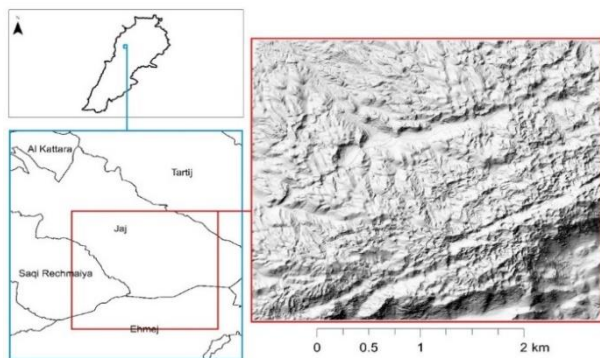 N
Al Kattara
Tartij
Jaj
Saqi Rechmaiya
Ehmej
0 0.5 1 2 km